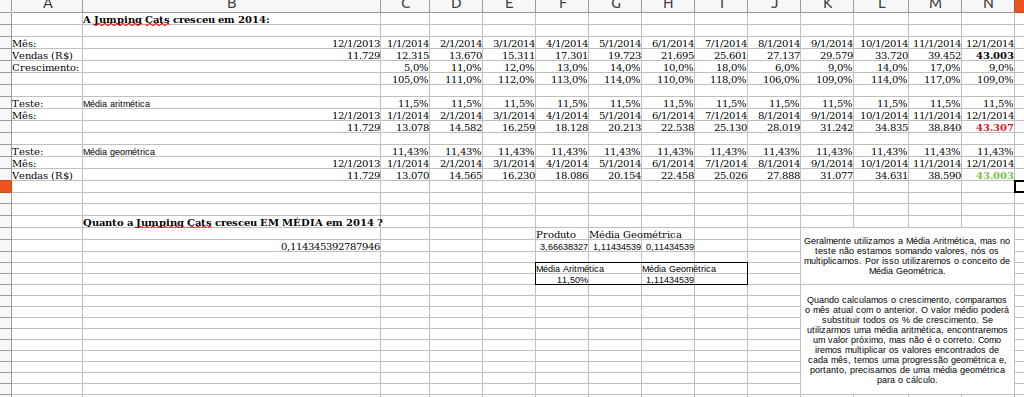 A B C D E F G H I J K L M N
A Jumping Cats cresceu em 2014:
Mês: 12/1/2013 1/1/2014 2/1/2014 3/1/2014 4/1/2014 5/1/2014 6/1/2014 7/1/2014 8/1/2014 9/1/2014 10/1/2014 11/1/2014 12/1/2014
Vendas (R$) 11.729 12.315 13.670 15.311 17.301 19.723 21.695 25.601 27.137 29.579 33.720 39.452 43.003
Crescimento: 5,0% 11,0% 12,0% 13,0% 14,0% 10,0% 18,0% 6,0% 9,0% 14,0% 17,0% 9,0%
105,0% 111,0% 112,0% 113,0% 114,0% 110,0% 118,0% 106,0% 109,0% 114,0% 117,0% 109,0%
Teste: Média aritmética 11,5% 11,5% 11,5% 11,5% 11,5% 11,5% 11,5% 11,5% 11,5% 11,5% 11,5% 11,5%
Mês: 12/1/2013 1/1/2014 2/1/2014 3/1/2014 4/1/2014 5/1/2014 6/1/2014 7/1/2014 8/1/2014 9/1/2014 10/1/2014 11/1/2014 12/1/2014
11.729 13.078 14.582 16.259 18.128 20.213 22.538 25.130 28.019 31.242 34.835 38.840 43.307
Teste: Média geométrica 11,43% 11,43% 11,43% 11,43% 11,43% 11,43% 11,43% 11,43% 11,43% 11,43% 11,43% 11,43%
Mês: 12/1/2013 1/1/2014 2/1/2014 3/1/2014 4/1/2014 5/1/2014 6/1/2014 7/1/2014 8/1/2014 9/1/2014 10/1/2014 11/1/2014 12/1/2014
Vendas (R$) 11.729 13.070 14.565 16.230 18.086 20.154 22.458 25.026 27.888 31.077 34.631 38.590 43.003
Quanto a Jumping Cats cresceu EM MÉDIA em 2014 ?
0,114345392787946
Produto Média Geométrica
3,66638327 1,11434539 0,11434539
Média Aritmética Média Geométrica
11,50% 1,11434539
Geralmente utilizamos a Média Aritmética, mas no
teste não estamos somando valores, nós os
multiplicamos. Por isso utilizaremos o conceito de
Média Geométrica.
Quando calculamos o crescimento, comparamos
o mês atual com o anterior. O valor médio poderá
substituir todos os % de crescimento. Se
utilizarmos uma média aritmética, encontraremos
um valor próximo, mas não é o correto. Como
iremos multiplicar os valores encontrados de
cada mês, temos uma progressão geométrica e,
portanto, precisamos de uma média geométrica
para o cálculo.